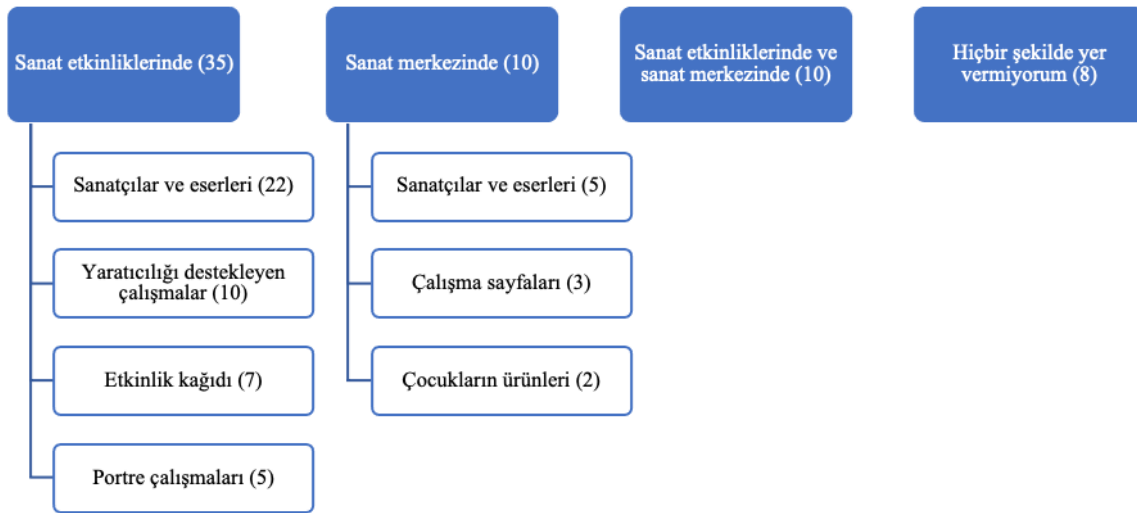 Sanat etkinliklerinde (35)
Sanatçılar ve eserleri (22)
Yaratıcılığı destekleyen
çalışmalar (10)
Etkinlik kağıdı (7)
Portre çalışmaları (5)
Sanat merkezinde (10)
Sanatçılar ve eserleri (5)
Çalışma sayfaları (3)
Çocukların ürünleri (2)
Sanat etkinliklerinde ve
sanat merkezinde (10)
Hiçbir şekilde yer
vermiyorum (8)